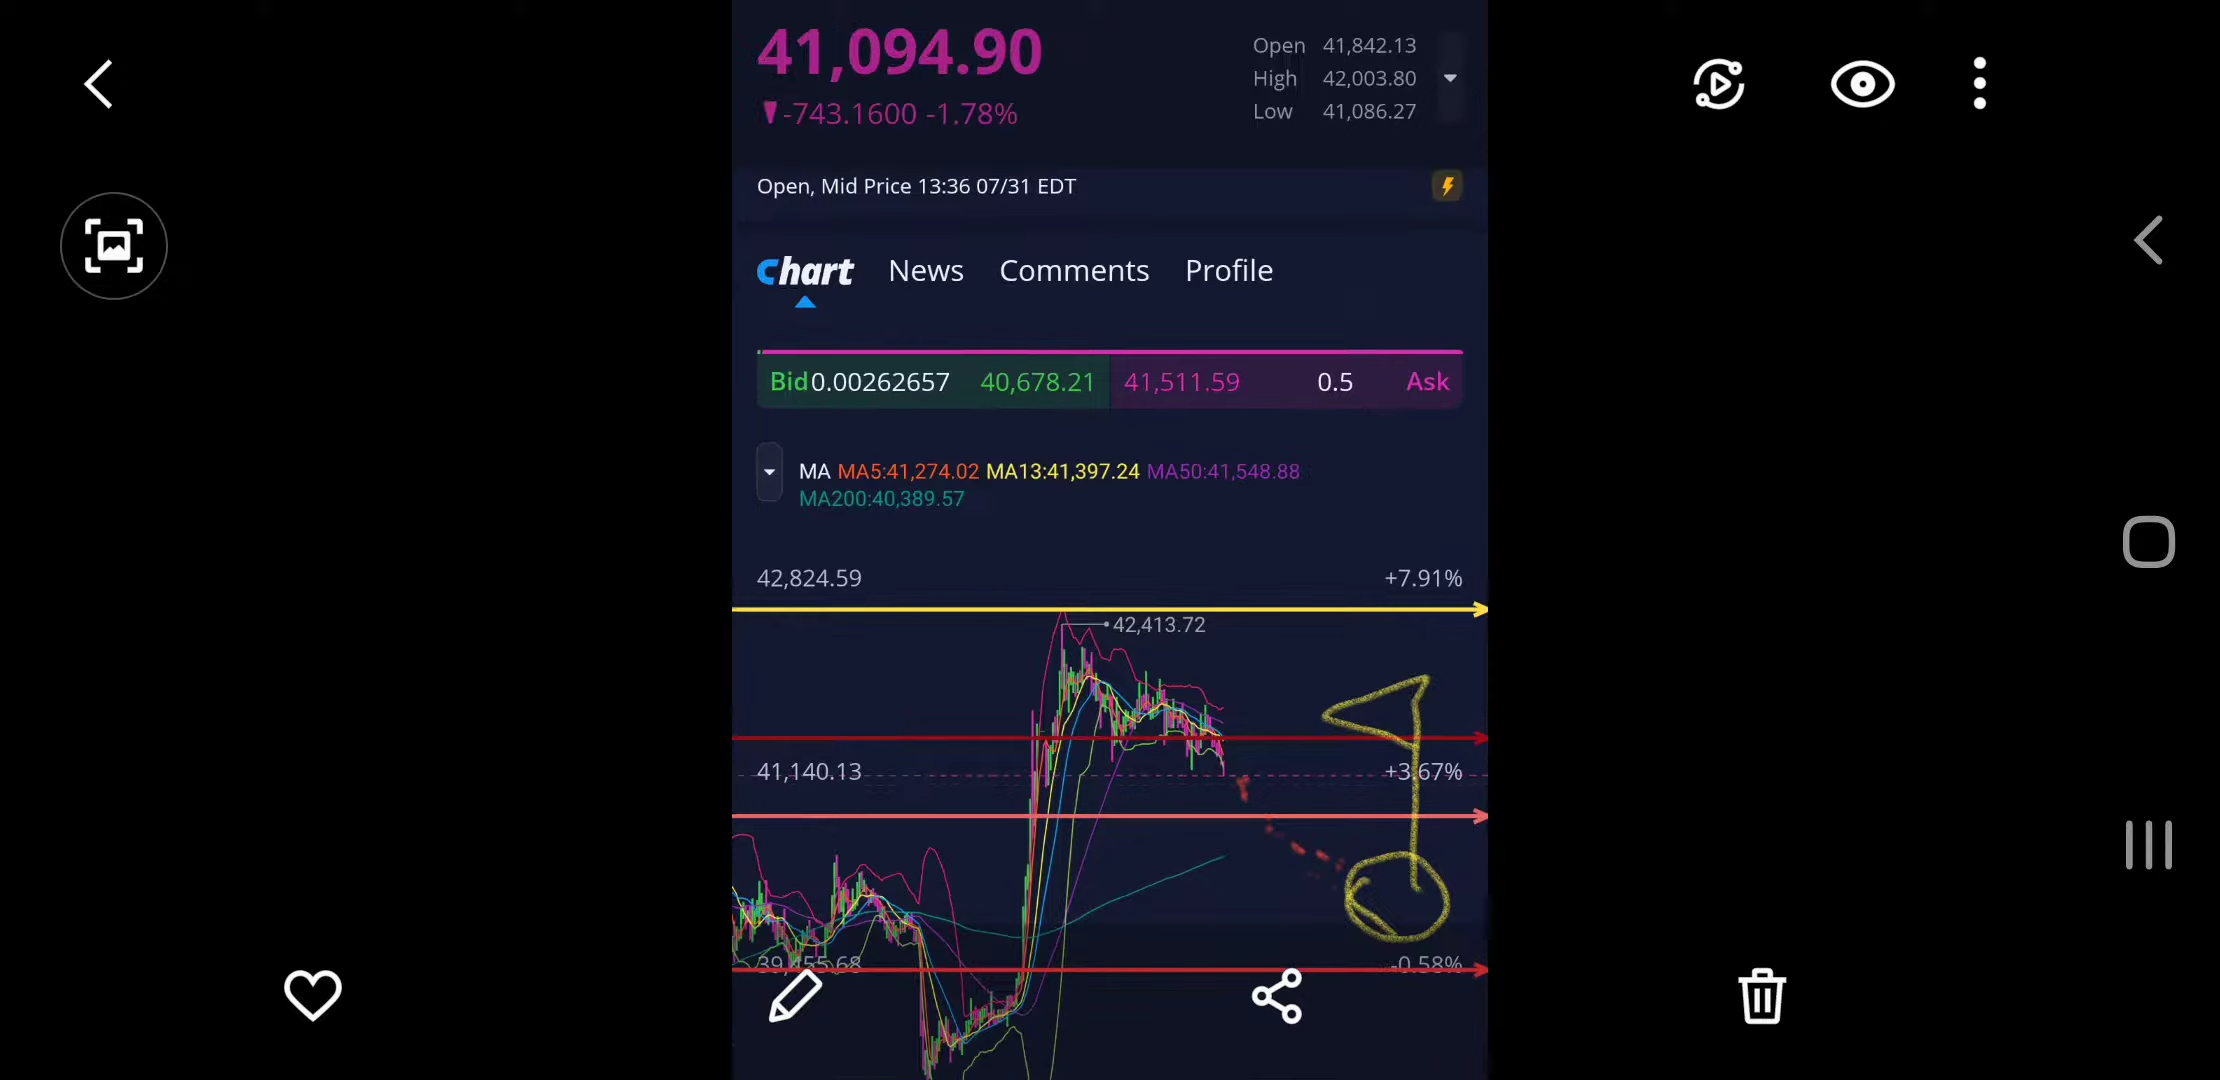 41,094.90
-743.1600 -1.78%
Open 41,842.13
High 42,003.80
Low 41,086.27
Open, Mid Price 13:36 07/31 EDT
Chart News Comments Profile
Bid 0.00262657 40,678.21 41,511.59 0.5 Ask
MA MA5:41,274.02 MA13:41,397.24 MA50:41,548.88
MA200:40,389.57
42,824.59 +7.91%
42,413.72
41,140.13 +3.67%
39,455.68 -0.58%